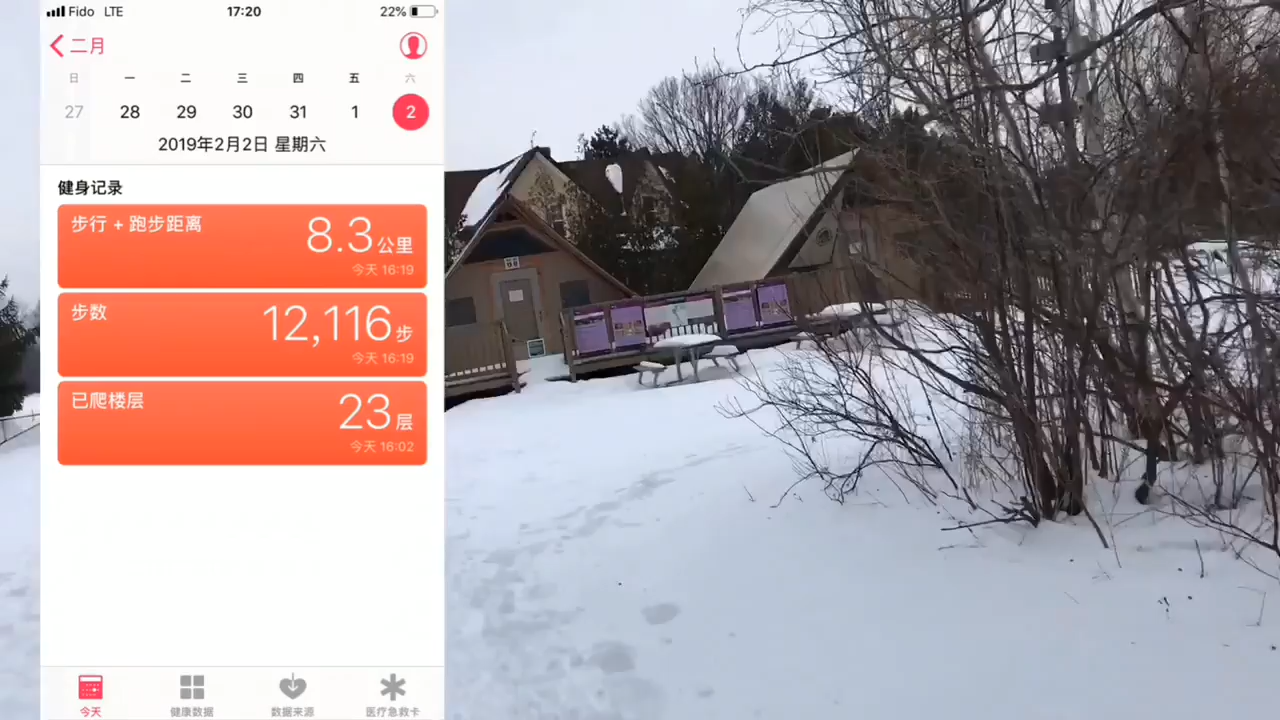 Fido LTE 17:20 22%
二月
日 一 二 三 四 五 六
27 28 29 30 31 1 2
2019年2月2日 星期六
健身记录
步行 + 跑步距离
8.3 公里
今天 16:19
步数
12,116 步
今天 16:19
已爬楼层
23 层
今天 16:02
今天 健康数据 数据来源 医疗急救卡